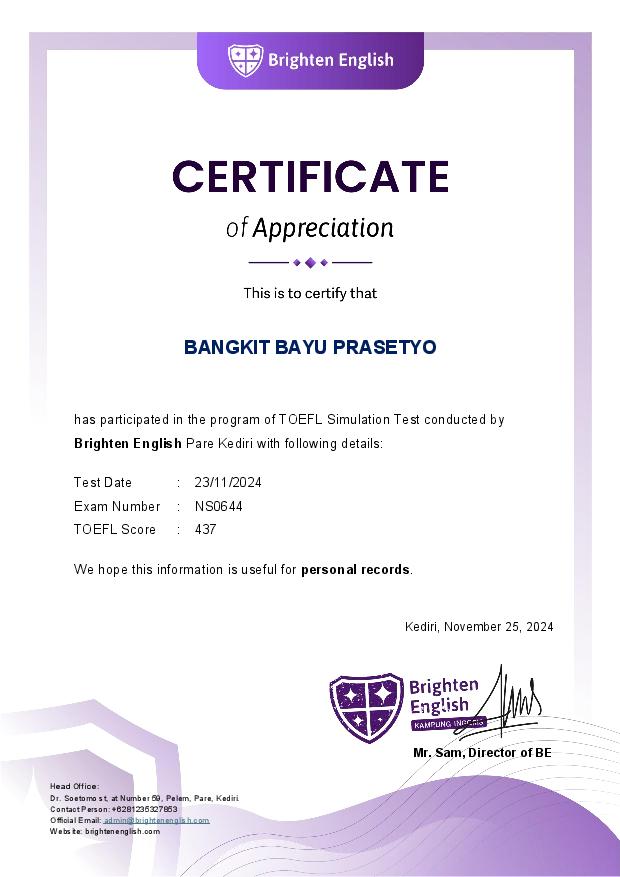 Brighten English
CERTIFICATE
of Appreciation
This is to certify that
BANGKIT BAYU PRASETYO
has participated in the program of TOEFL Simulation Test conducted by
Brighten English Pare Kediri with following details:
Test Date : 23/11/2024
Exam Number : NS0644
TOEFL Score : 437
We hope this information is useful for personal records.
Kediri, November 25, 2024
Brighten
English
KAMPUNG INGGRIS
Mr. Sam, Director of BE
Head Office:
Dr. Soetomo st, at Number 59, Pelem, Pare, Kediri
Contact Person: +6281235327853
Official Email: admin@brightenenglish.com
Website: brightenenglish.com